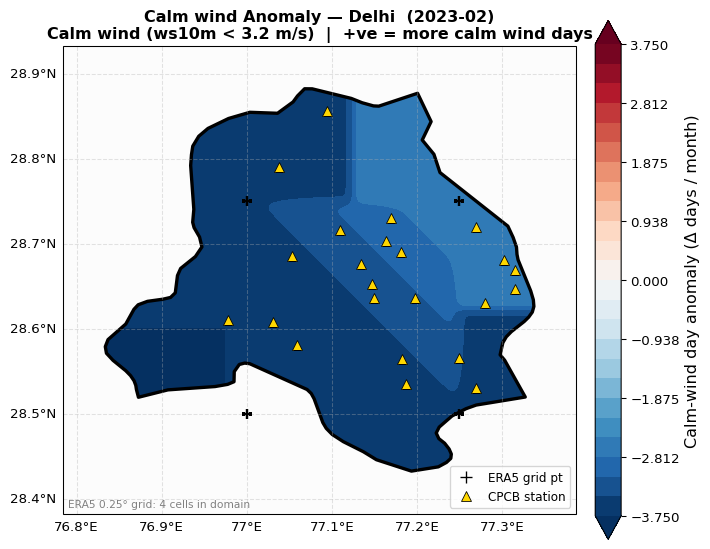 Calm wind Anomaly — Delhi  (2023-02)
Calm wind (ws10m < 3.2 m/s)  |  +ve = more calm wind days
28.9°N
28.8°N
28.7°N
28.6°N
28.5°N
28.4°N
76.8°E
76.9°E
77°E
77.1°E
77.2°E
77.3°E
ERA5 0.25° grid: 4 cells in domain
ERA5 grid pt
CPCB station
3.750
2.812
1.875
0.938
0.000
−0.938
−1.875
−2.812
−3.750
Calm-wind day anomaly (Δ days / month)